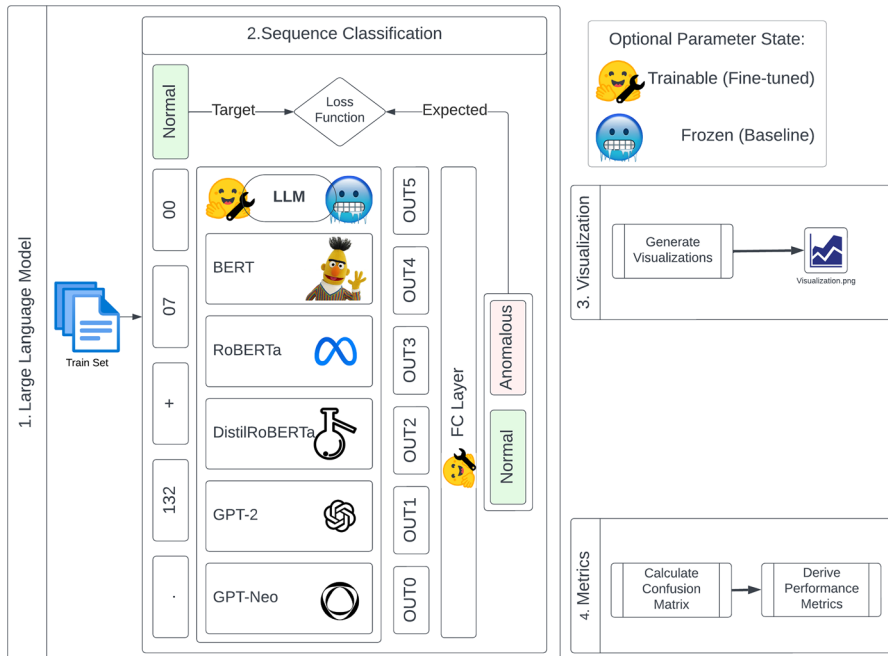 1. Large Language Model
Train Set
2.Sequence Classification
Normal
Target
Loss
Function
Expected
00
07
+
132
.
LLM
BERT
RoBERTa
DistilRoBERTa
GPT-2
GPT-Neo
OUT5
OUT4
OUT3
OUT2
OUT1
OUT0
FC Layer
Anomalous
Normal
Optional Parameter State:
Trainable (Fine-tuned)
Frozen (Baseline)
3. Visualization
Generate
Visualizations
Visualization.png
4. Metrics
Calculate
Confusion
Matrix
Derive
Performance
Metrics